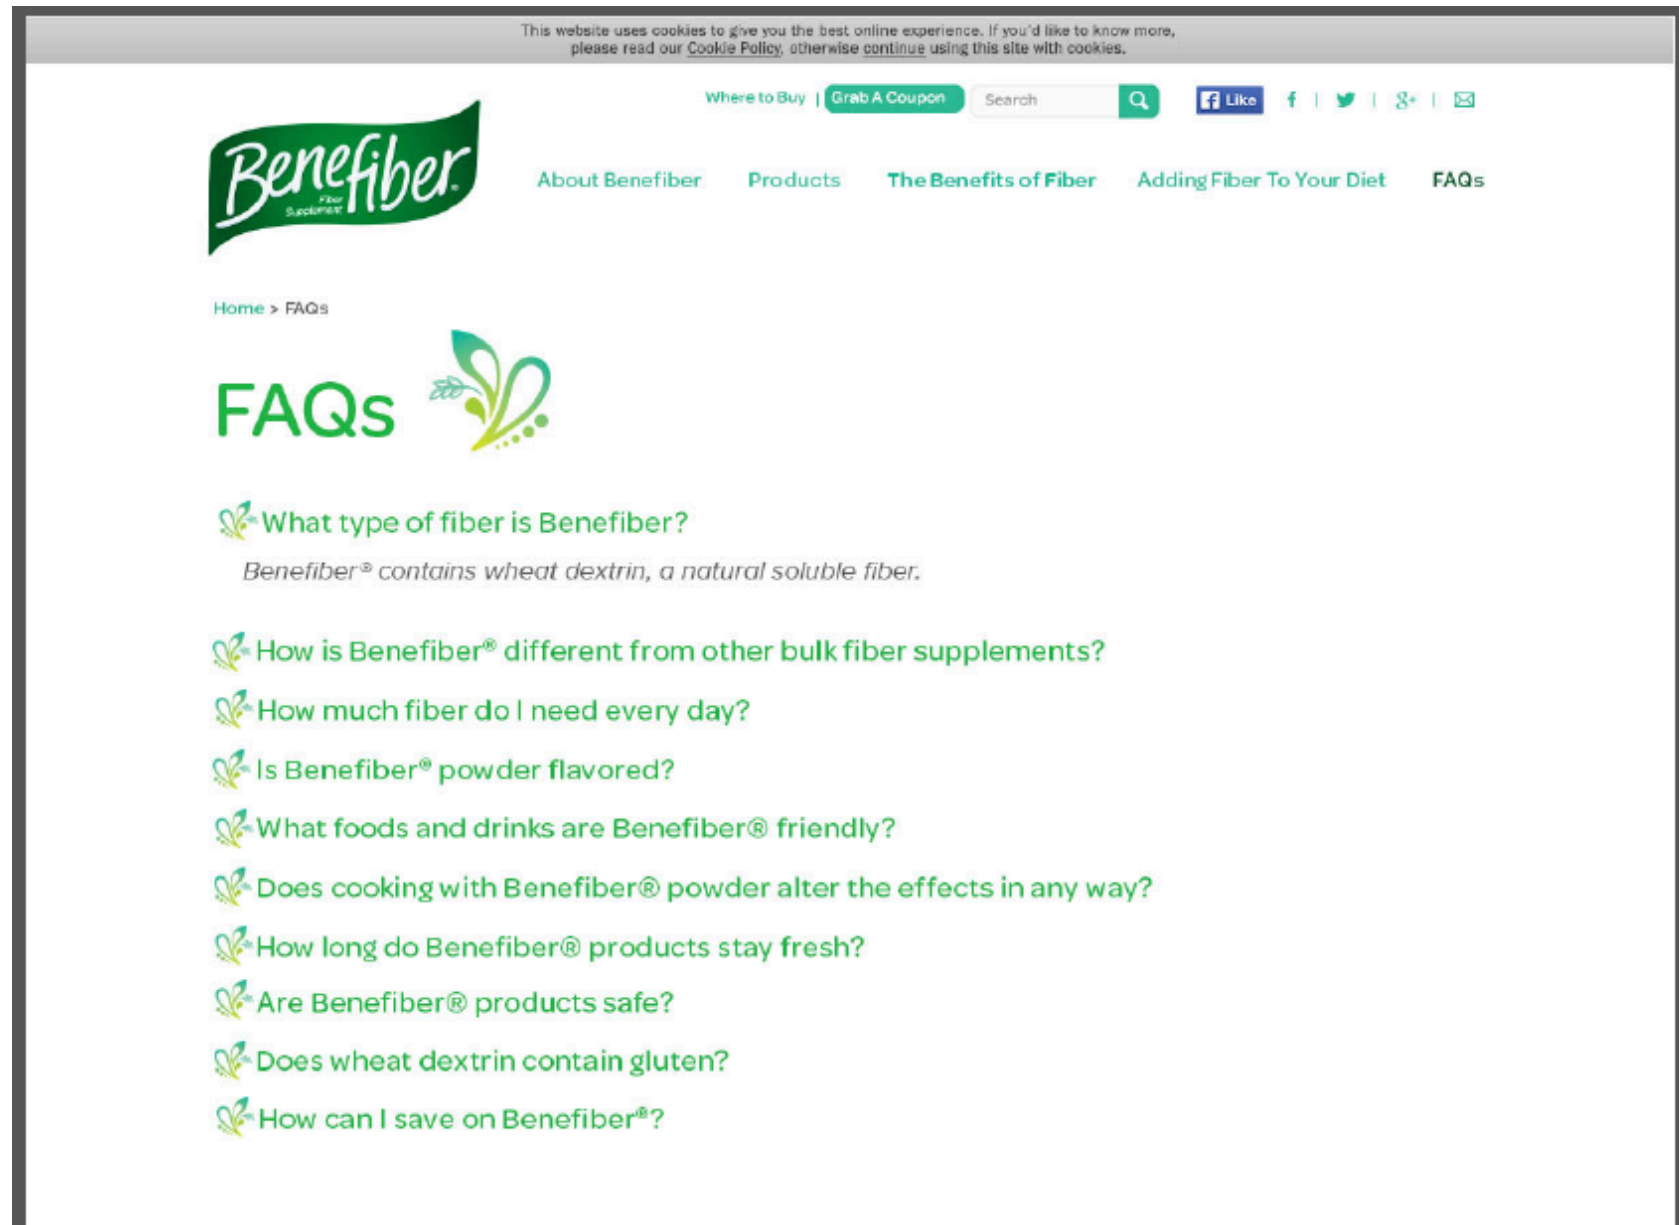 This website uses cookies to give you the best online experience. If you'd like to know more,
please read our Cookie Policy, otherwise continue using this site with cookies.
Where to Buy | Grab A Coupon Search Like f | | 8+ |
Benefiber®
Fiber
Supplement
About Benefiber Products The Benefits of Fiber Adding Fiber To Your Diet FAQs
Home > FAQs
FAQs
What type of fiber is Benefiber?
Benefiber® contains wheat dextrin, a natural soluble fiber.
How is Benefiber® different from other bulk fiber supplements?
How much fiber do I need every day?
Is Benefiber® powder flavored?
What foods and drinks are Benefiber® friendly?
Does cooking with Benefiber® powder alter the effects in any way?
How long do Benefiber® products stay fresh?
Are Benefiber® products safe?
Does wheat dextrin contain gluten?
How can I save on Benefiber®?